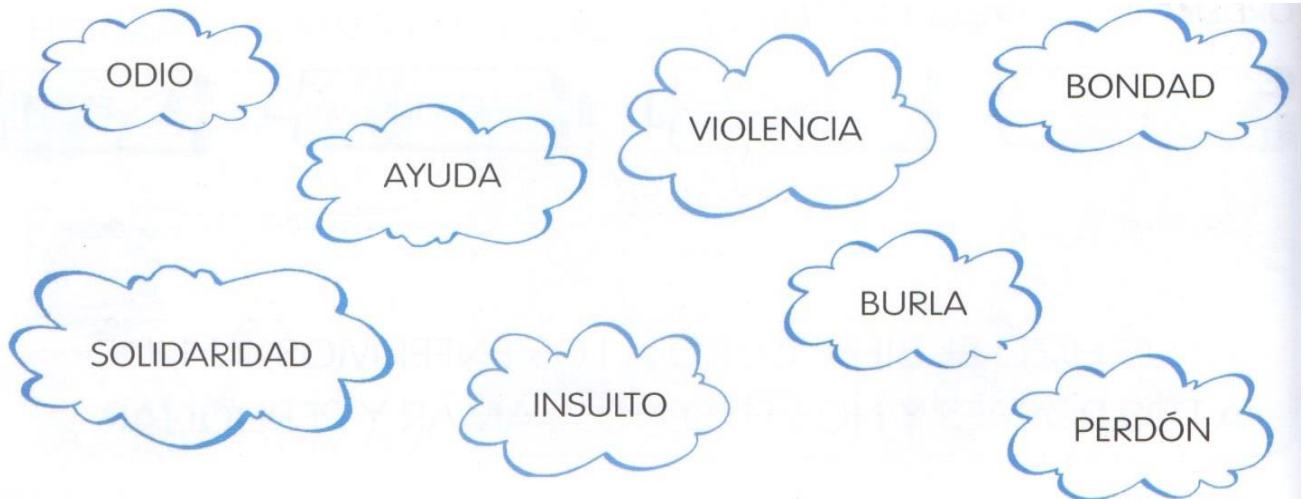 ODIO
AYUDA
VIOLENCIA
BONDAD
SOLIDARIDAD
INSULTO
BURLA
PERDÓN